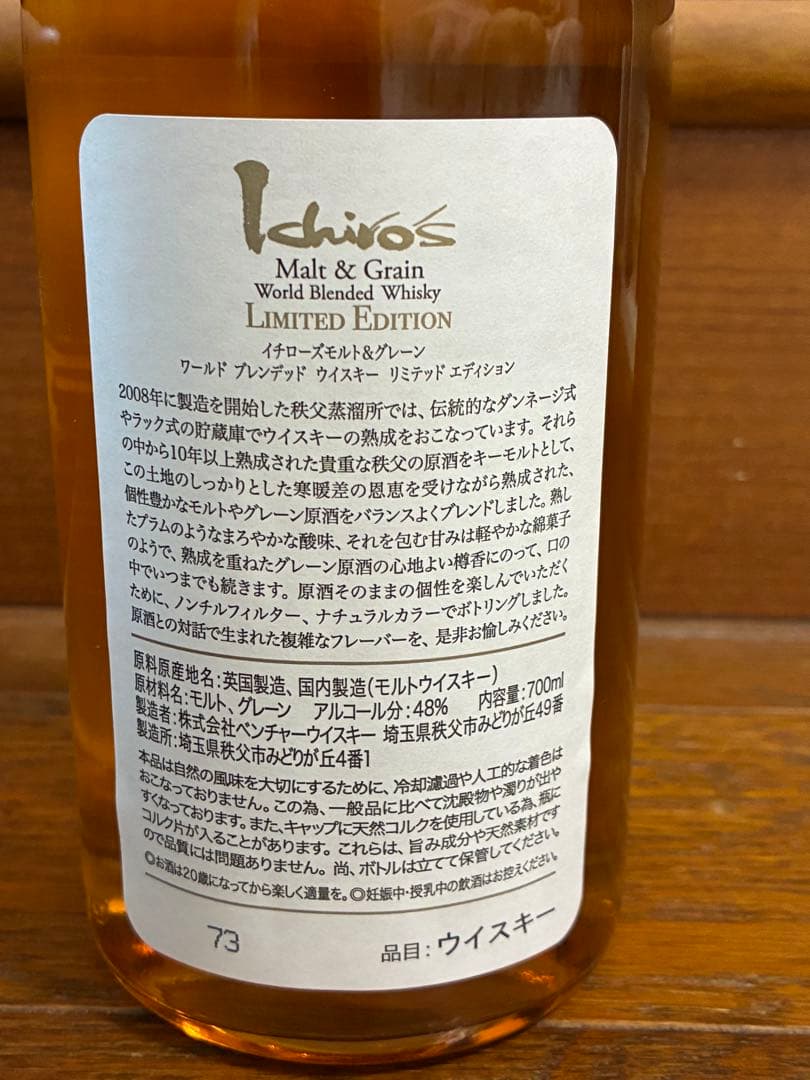 Ichiro's
Malt & Grain
World Blended Whisky
LIMITED EDITION
イチローズモルト&グレーン
ワールド ブレンデッド ウイスキー リミテッド エディション
2008年に製造を開始した秩父蒸溜所では、伝統的なダンネージ式
やラック式の貯蔵庫でウイスキーの熟成をおこなっています。それら
の中から10年以上熟成された貴重な秩父の原酒をキーモルトとして、
この土地のしっかりとした寒暖差の恩恵を受けながら熟成された、
個性豊かなモルトやグレーン原酒をバランスよくブレンドしました。熟し
たプラムのようなまろやかな酸味、それを包む甘みは軽やかな綿菓子
のようで、熟成を重ねたグレーン原酒の心地よい樽香にのって、口の
中でいつまでも続きます。原酒そのままの個性を楽しんでいただく
ために、ノンチルフィルター、ナチュラルカラーでボトリングしました。
原酒との対話で生まれた複雑なフレーバーを、是非お愉しみください。
原料原産地名:英国製造、国内製造(モルトウイスキー)
原材料名:モルト、グレーン アルコール分:48% 内容量:700ml
製造者:株式会社ベンチャーウイスキー 埼玉県秩父市みどりが丘49番
製造所:埼玉県秩父市みどりが丘4番1
本品は自然の風味を大切にするために、冷却濾過や人工的な着色は
おこなっておりません。この為、一般品に比べて沈殿物や濁りが出や
すくなっております。また、キャップに天然コルクを使用している為、瓶に
コルク片が入ることがあります。これらは、旨み成分や天然素材です
ので品質には問題ありません。尚、ボトルは立てて保管してください。
◎お酒は20歳になってから楽しく適量を。◎妊娠中・授乳中の飲酒はお控えください。
73
品目:ウイスキー